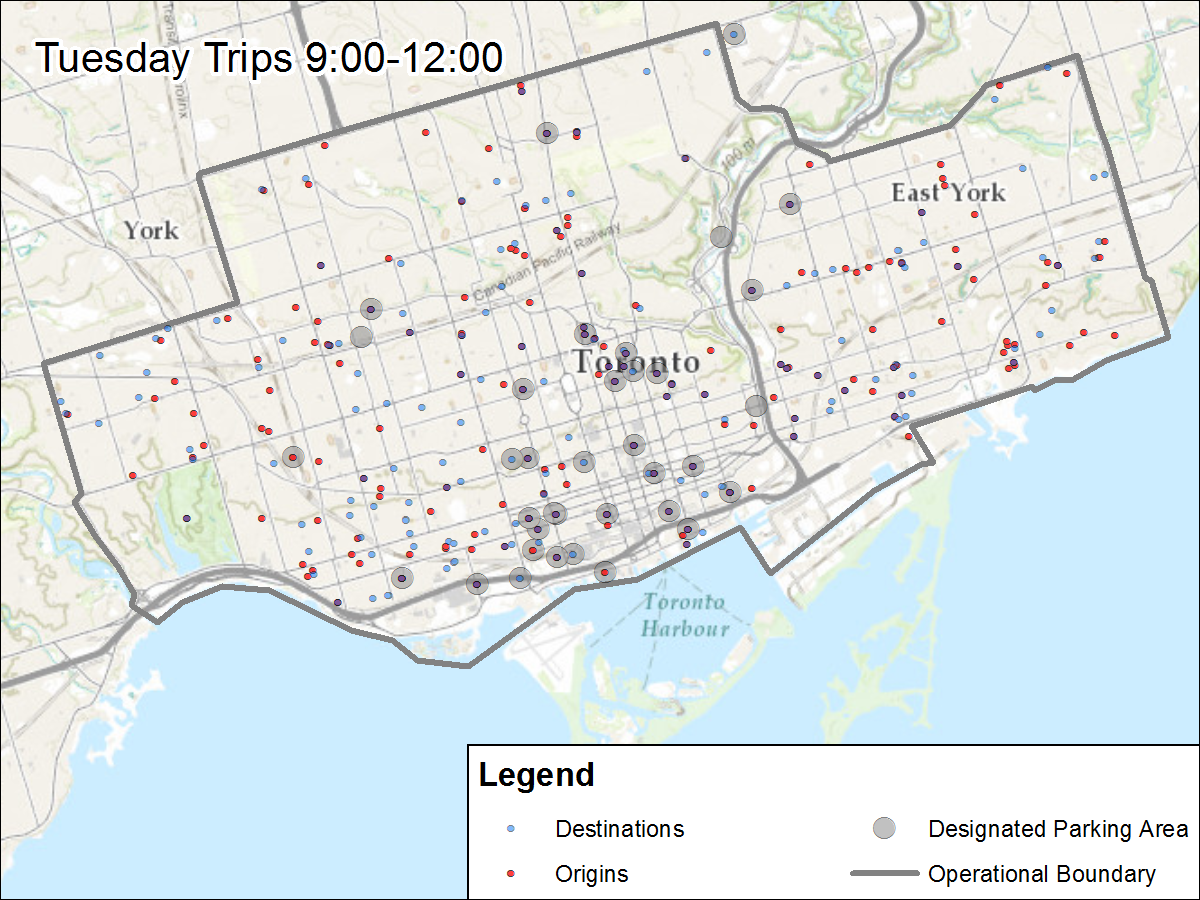 Tuesday Trips 9:00-12:00
York
East York
Canadian Pacific Railway
100 m
Toronto
Toronto
Harbour
Legend
Destinations
Designated Parking Area
Origins
Operational Boundary